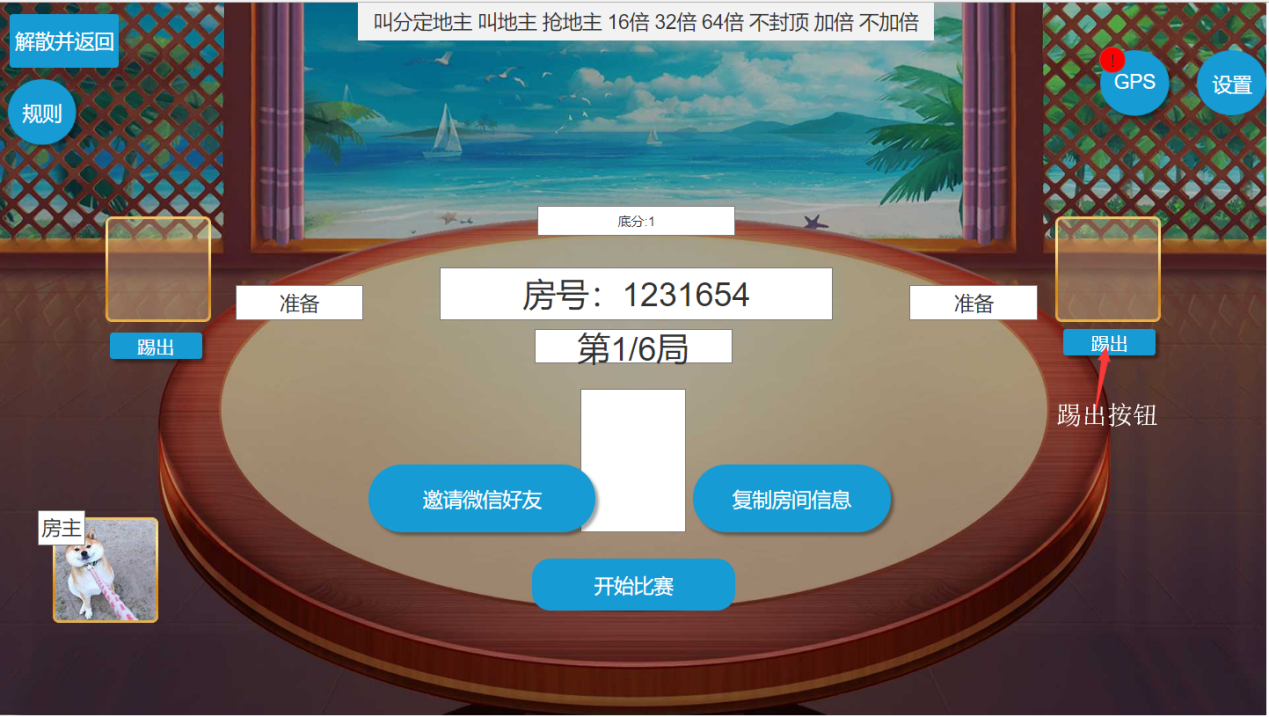 叫分定地主 叫地主 抢地主 16倍 32倍 64倍 不封顶 加倍 不加倍
解散并返回
!
GPS
设置
规则
底分:1
房号：1231654
准备
准备
第1/6局
踢出
踢出
踢出按钮
邀请微信好友
复制房间信息
房主
开始比赛